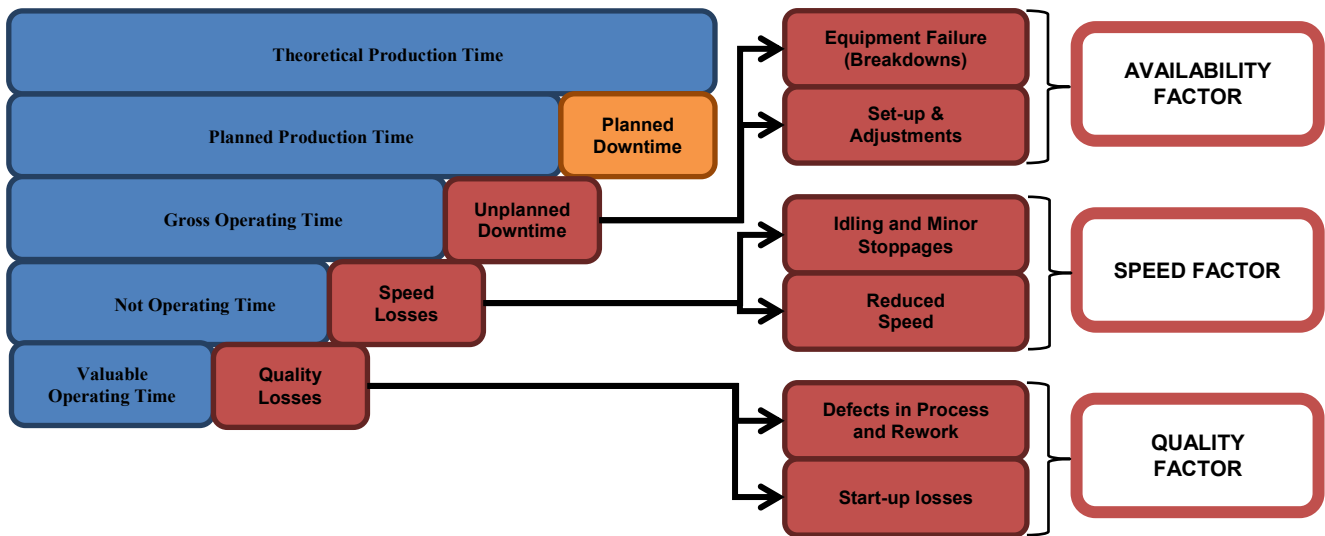 Theoretical Production Time
Planned Production Time
Planned
Downtime
Gross Operating Time
Unplanned
Downtime
Not Operating Time
Speed
Losses
Valuable
Operating Time
Quality
Losses
Equipment Failure
(Breakdowns)
Set-up &
Adjustments
Idling and Minor
Stoppages
Reduced
Speed
Defects in Process
and Rework
Start-up losses
AVAILABILITY
FACTOR
SPEED FACTOR
QUALITY
FACTOR